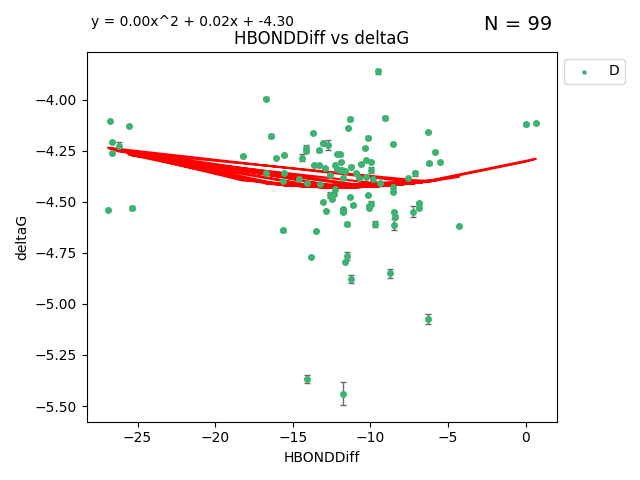 y = 0.00x^2 + 0.02x + -4.30
N = 99
HBONDDiff vs deltaG
D
−4.00
−4.25
−4.50
−4.75
−5.00
−5.25
−5.50
deltaG
−25
−20
−15
−10
−5
0
HBONDDiff